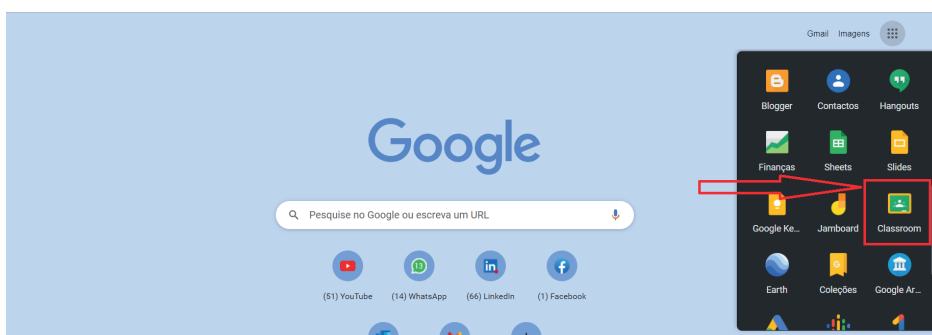 Gmail Imagens
Blogger Contactos Hangouts
Google
Finanças Sheets Slides
Pesquise no Google ou escreva um URL
Google Ke... Jamboard Classroom
(51) YouTube (14) WhatsApp (66) LinkedIn (1) Facebook
Earth Coleções Google Ar...